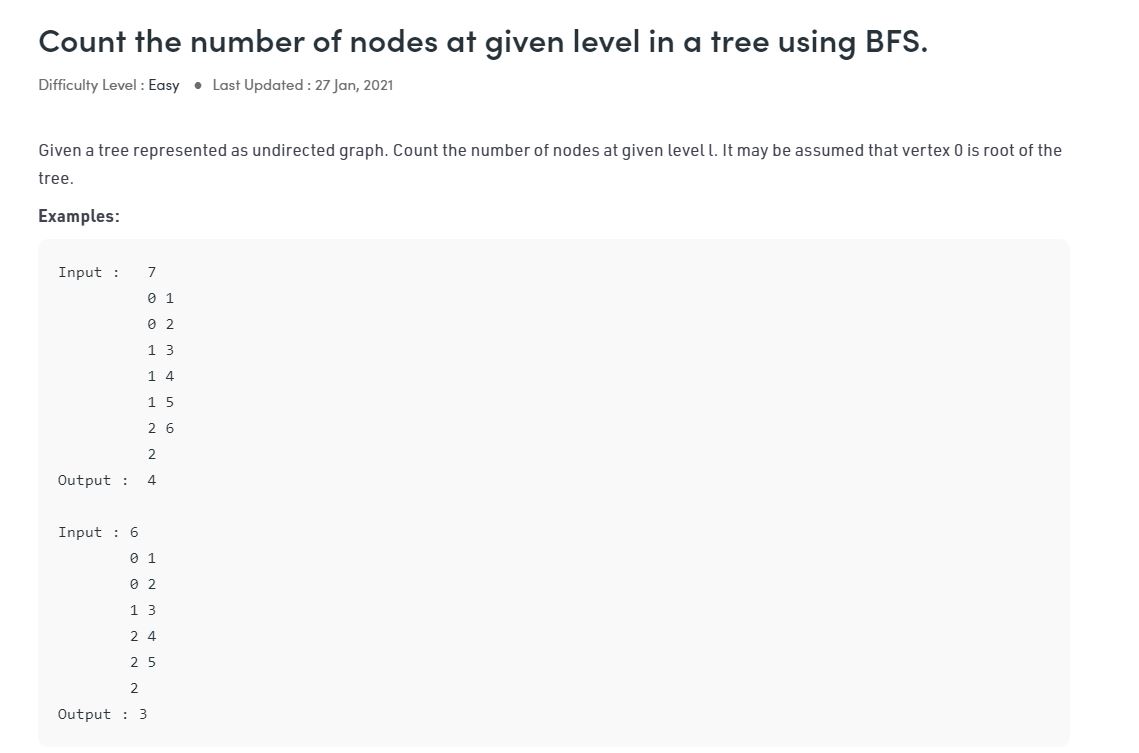 Count the number of nodes at given level in a tree using BFS.
Difficulty Level : Easy ● Last Updated : 27 Jan, 2021
Given a tree represented as undirected graph. Count the number of nodes at given level l. It may be assumed that vertex 0 is root of the
tree.
Examples:
Input : 7
0 1
0 2
1 3
1 4
1 5
2 6
2
Output : 4
Input : 6
0 1
0 2
1 3
2 4
2 5
2
Output : 3